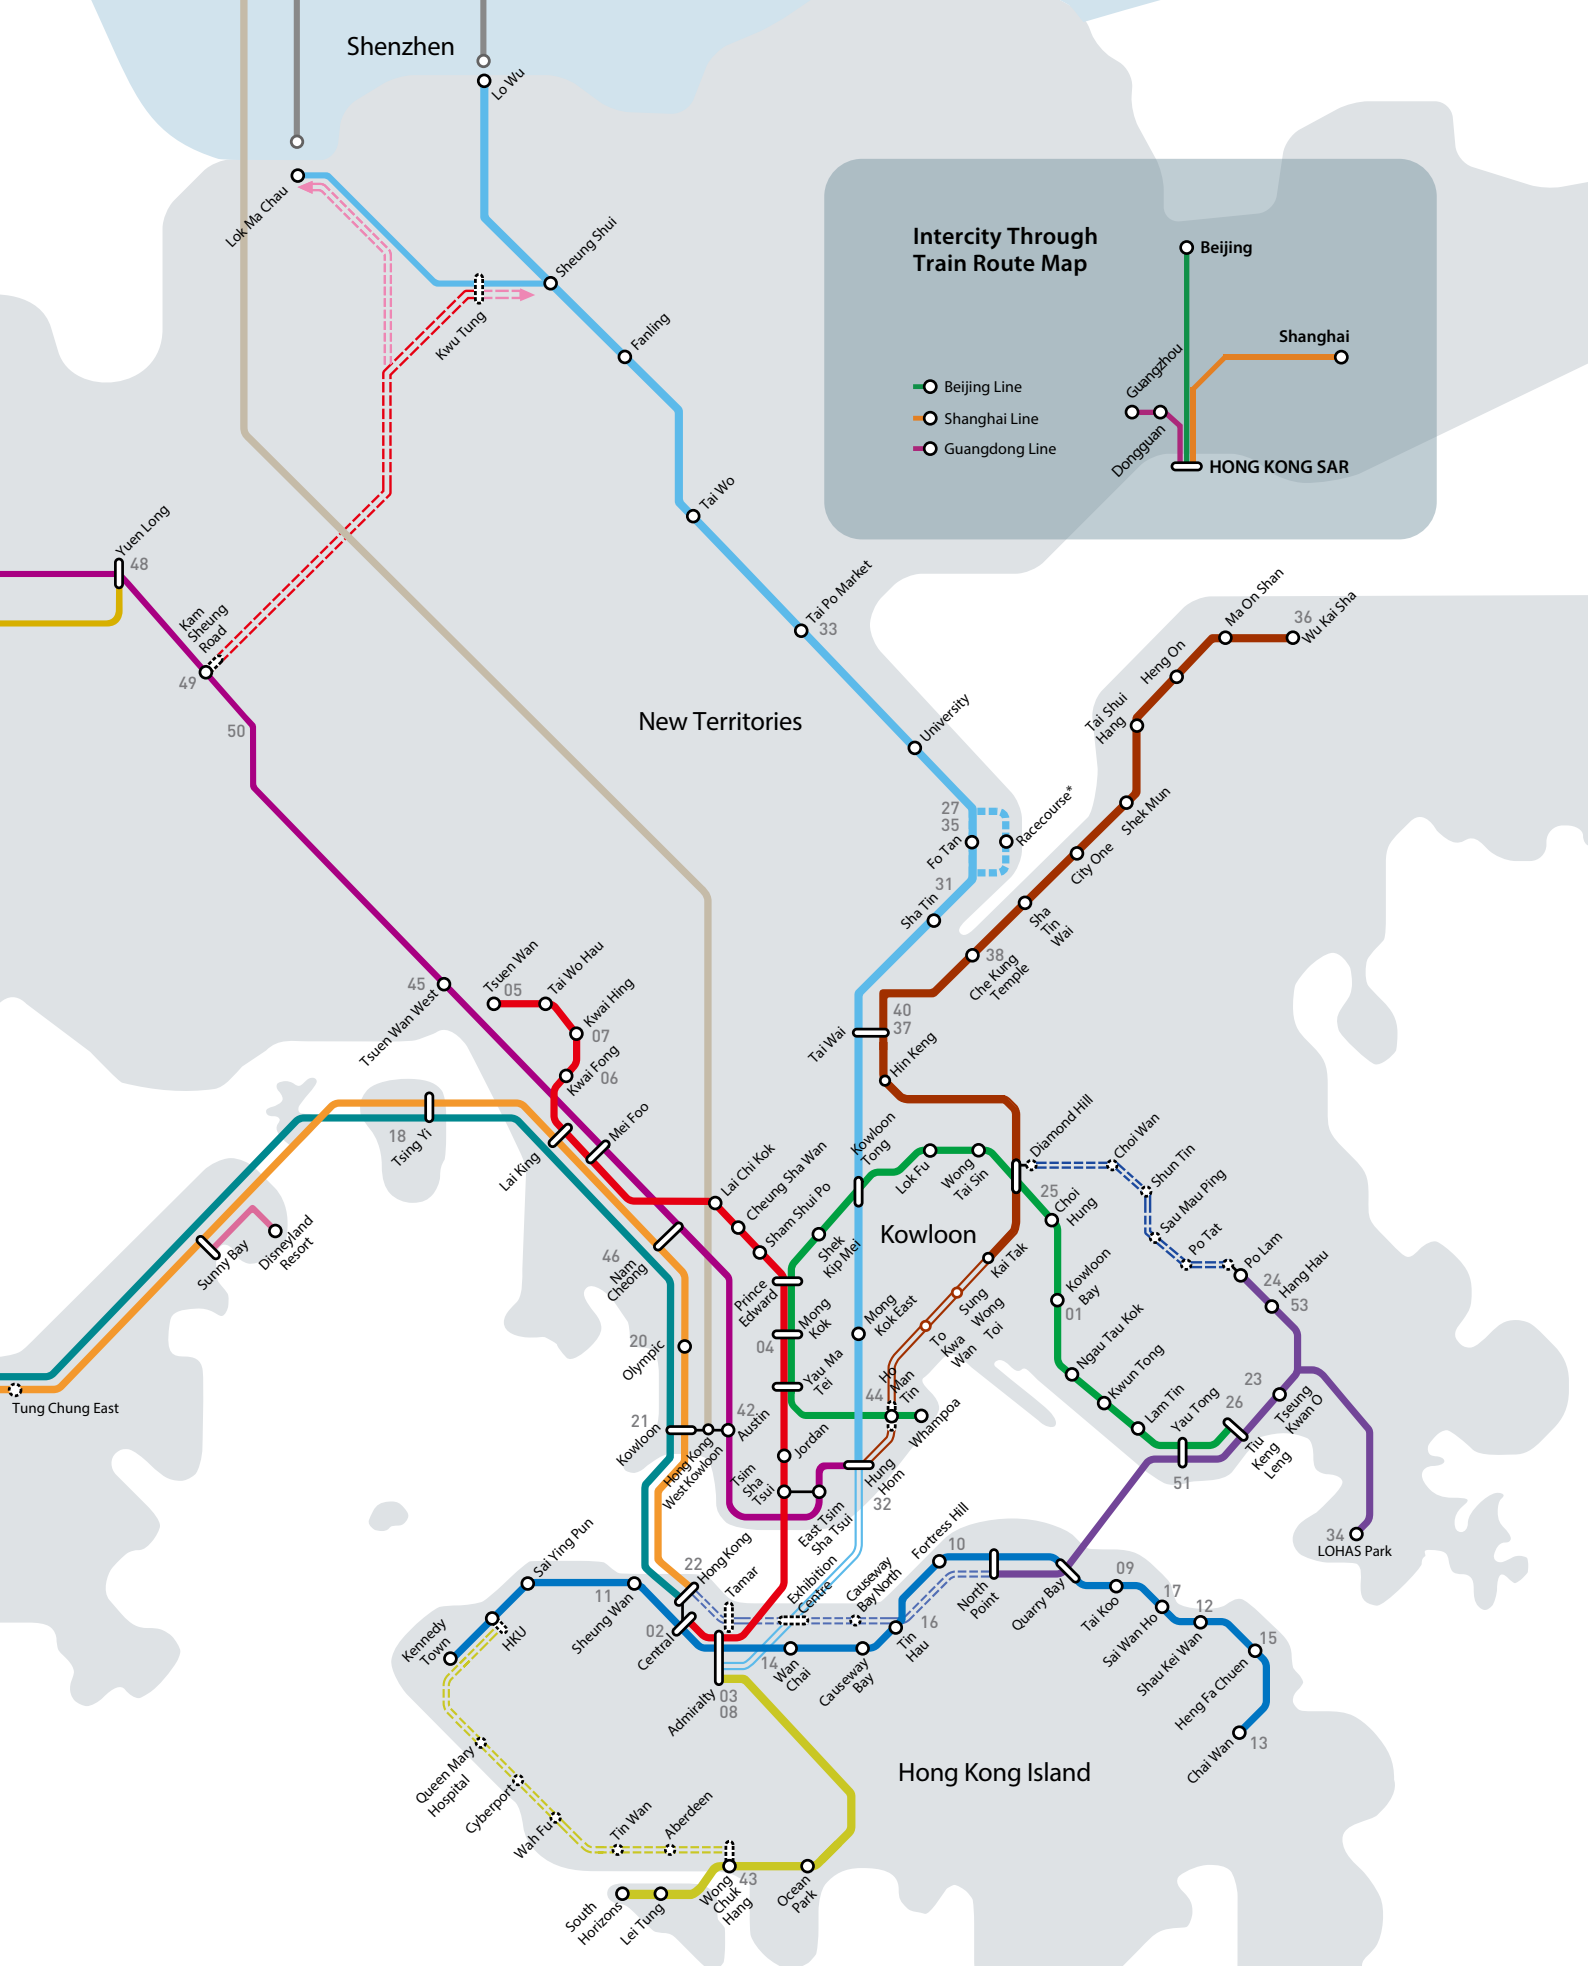 Shenzhen
Lo Wu
Lok Ma Chau
Sheung Shui
Kwu Tung
Fanling
Intercity Through
Train Route Map
Beijing
Shanghai
Guangzhou
Dongguan
HONG KONG SAR
Beijing Line
Shanghai Line
Guangdong Line
Tai Wo
Yuen Long
48
Kam
Sheung
Road
49
50
Tai Po Market
33
New Territories
University
Ma On Shan
36
Wu Kai Sha
Heng On
Tai Shui
Hang
Shek Mun
City One
Sha
Tin
Wai
38
Che Kung
Temple
27
35
Fo Tan
Racecourse*
31
Sha Tin
40
37
Tai Wai
Hin Keng
45
Tsuen Wan West
Tsuen Wan
05
Tai Wo Hau
Kwai Hing
07
Kwai Fong
06
Mei Foo
Lai King
18
Tsing Yi
Sunny Bay
Disneyland
Resort
Tung Chung East
Lai Chi Kok
Cheung Sha Wan
Sham Shui Po
46
Nam
Cheong
Kowloon
Tong
Lok Fu
Wong
Tai Sin
Diamond Hill
Choi Wan
Shun Tin
Sau Mau Ping
Po Tat
Po Lam
24
Hang Hau
53
25
Choi
Hung
Kowloon
Shek
Kip Mei
Kai Tak
Kowloon
Bay
01
Sung
Wong
Toi
To
Kwa
Wan
Prince
Edward
Mong
Kok
04
Mong
Kok East
Yau Ma
Tei
Ho
Man
Tin
44
Whampoa
Ngau Tau Kok
Kwun Tong
Lam Tin
Yau Tong
26
23
Tseung
Kwan O
Tiu
Keng
Leng
51
34
LOHAS Park
20
Olympic
21
Kowloon
42
Austin
Hong Kong
West Kowloon
Jordan
Tsim
Sha
Tsui
East Tsim
Sha Tsui
Hung
Hom
32
22
Hong Kong
Tamar
Exhibition
Centre
Causeway
Bay North
Fortress Hill
10
North
Point
Quarry Bay
09
Tai Koo
17
Sai Wan Ho
12
Shau Kei Wan
15
Heng Fa Chuen
Chai Wan
13
Sai Ying Pun
11
Sheung Wan
Kennedy
Town
HKU
02
Central
Admiralty
03
08
14
Wan
Chai
Causeway
Bay
16
Tin
Hau
Hong Kong Island
Queen Mary
Hospital
Cyberport
Wah Fu
Tin Wan
Aberdeen
43
Wong
Chuk
Hang
Ocean
Park
South
Horizons
Lei Tung